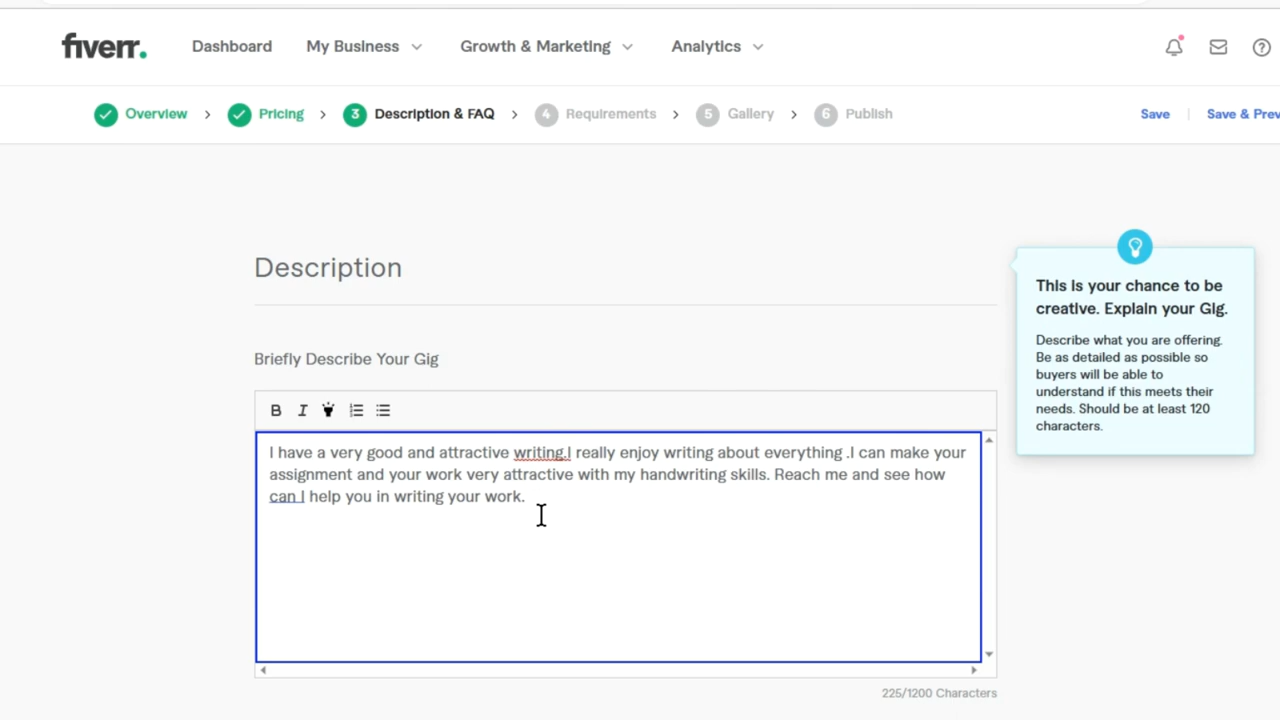 fiverr.
Dashboard
My Business
Growth & Marketing
Analytics
Overview
Pricing
3 Description & FAQ
4 Requirements
5 Gallery
6 Publish
Save
Save & Prev
Description
Briefly Describe Your Gig
B I
I have a very good and attractive writing.I really enjoy writing about everything .I can make your
assignment and your work very attractive with my handwriting skills. Reach me and see how
can I help you in writing your work.
225/1200 Characters
This is your chance to be
creative. Explain your Gig.
Describe what you are offering.
Be as detailed as possible so
buyers will be able to
understand if this meets their
needs. Should be at least 120
characters.